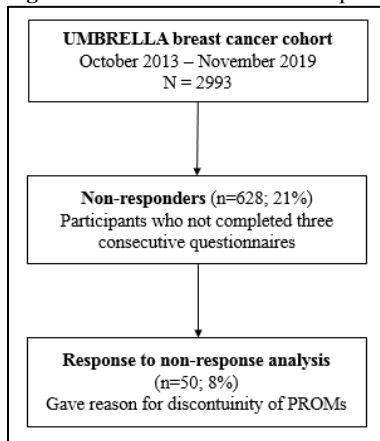 UMBRELLA breast cancer cohort
October 2013 – November 2019
N = 2993
Non-responders (n=628; 21%)
Participants who not completed three
consecutive questionnaires
Response to non-response analysis
(n=50; 8%)
Gave reason for discontuinity of PROMs